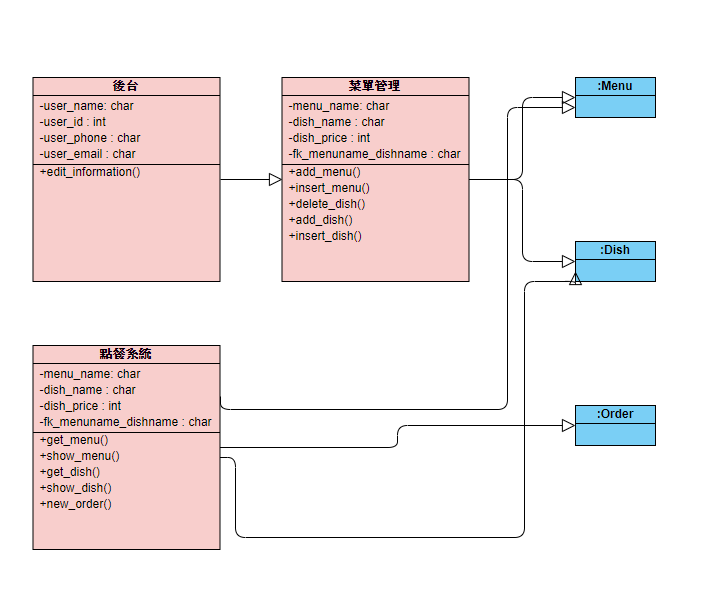 後台
-user_name: char
-user_id : int
-user_phone : char
-user_email : char
+edit_information()
菜單管理
-menu_name: char
-dish_name : char
-dish_price : int
-fk_menuname_dishname : char
+add_menu()
+insert_menu()
+delete_dish()
+add_dish()
+insert_dish()
:Menu
:Dish
點餐系統
-menu_name: char
-dish_name : char
-dish_price : int
-fk_menuname_dishname : char
+get_menu()
+show_menu()
+get_dish()
+show_dish()
+new_order()
:Order